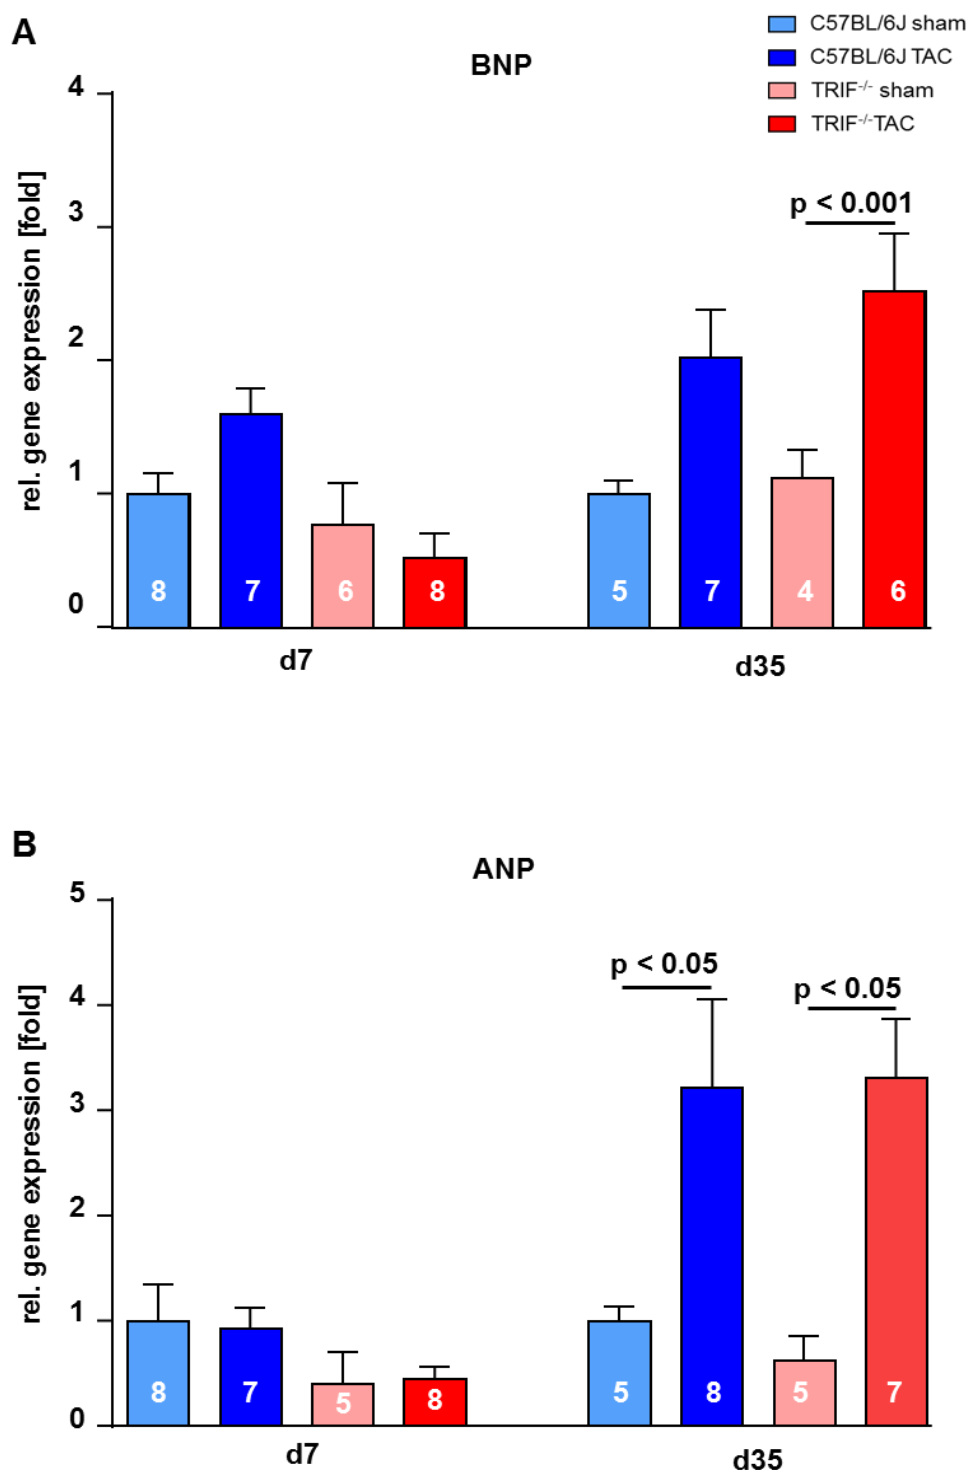 A
BNP
C57BL/6J sham
C57BL/6J TAC
TRIF-/- sham
TRIF-/-TAC
rel. gene expression [fold]
4
3
2
1
0
p < 0.001
8
7
6
8
5
7
4
6
d7
d35
B
ANP
rel. gene expression [fold]
5
4
3
2
1
0
p < 0.05
p < 0.05
8
7
5
8
5
8
5
7
d7
d35